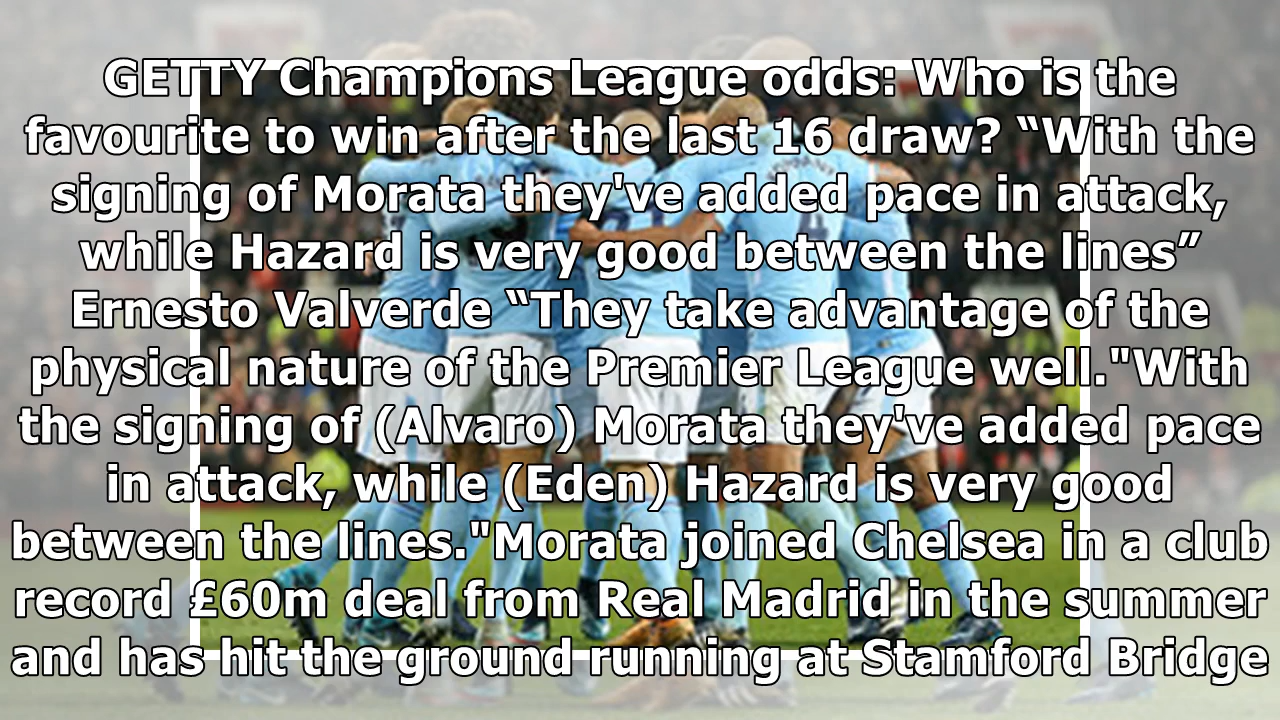 GETTY Champions League odds: Who is the
favourite to win after the last 16 draw? “With the
signing of Morata they've added pace in attack,
while Hazard is very good between the lines”
Ernesto Valverde “They take advantage of the
physical nature of the Premier League well."With
the signing of (Alvaro) Morata they've added pace
in attack, while (Eden) Hazard is very good
between the lines."Morata joined Chelsea in a club
record £60m deal from Real Madrid in the summer
and has hit the ground running at Stamford Bridge